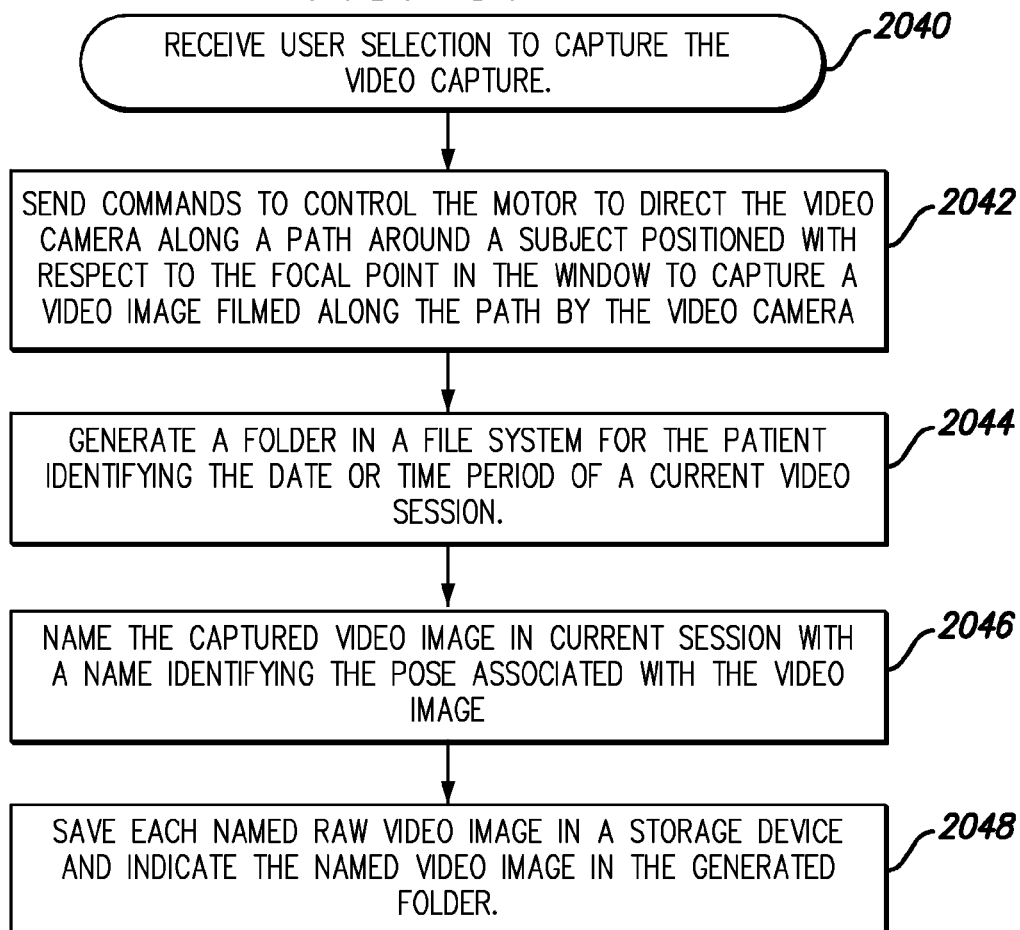 RECEIVE USER SELECTION TO CAPTURE THE
VIDEO CAPTURE.
2040
SEND COMMANDS TO CONTROL THE MOTOR TO DIRECT THE VIDEO
CAMERA ALONG A PATH AROUND A SUBJECT POSITIONED WITH
RESPECT TO THE FOCAL POINT IN THE WINDOW TO CAPTURE A
VIDEO IMAGE FILMED ALONG THE PATH BY THE VIDEO CAMERA
2042
GENERATE A FOLDER IN A FILE SYSTEM FOR THE PATIENT
IDENTIFYING THE DATE OR TIME PERIOD OF A CURRENT VIDEO
SESSION.
2044
NAME THE CAPTURED VIDEO IMAGE IN CURRENT SESSION WITH
A NAME IDENTIFYING THE POSE ASSOCIATED WITH THE VIDEO
IMAGE
2046
SAVE EACH NAMED RAW VIDEO IMAGE IN A STORAGE DEVICE
AND INDICATE THE NAMED VIDEO IMAGE IN THE GENERATED
FOLDER.
2048